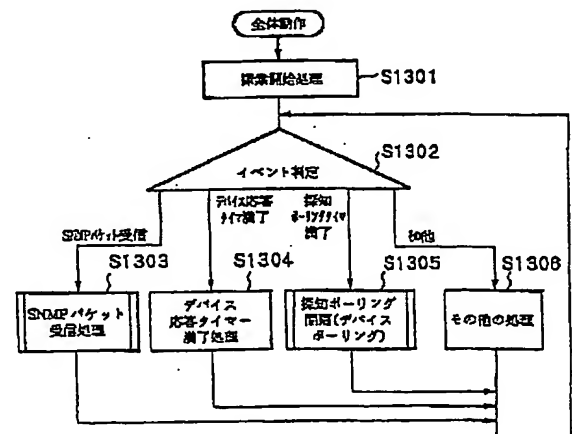 全体動作
探索開始処理
S1301
S1302
イベント判定
SNMPパケット受信
デバイス応答
タイマ満了
探知
ポーリングタイマ
満了
その他
S1303
S1304
S1305
S1306
SNMPパケット
受信処理
デバイス
応答タイマー
満了処理
探知ポーリング
開始(デバイス
ポーリング)
その他の処理